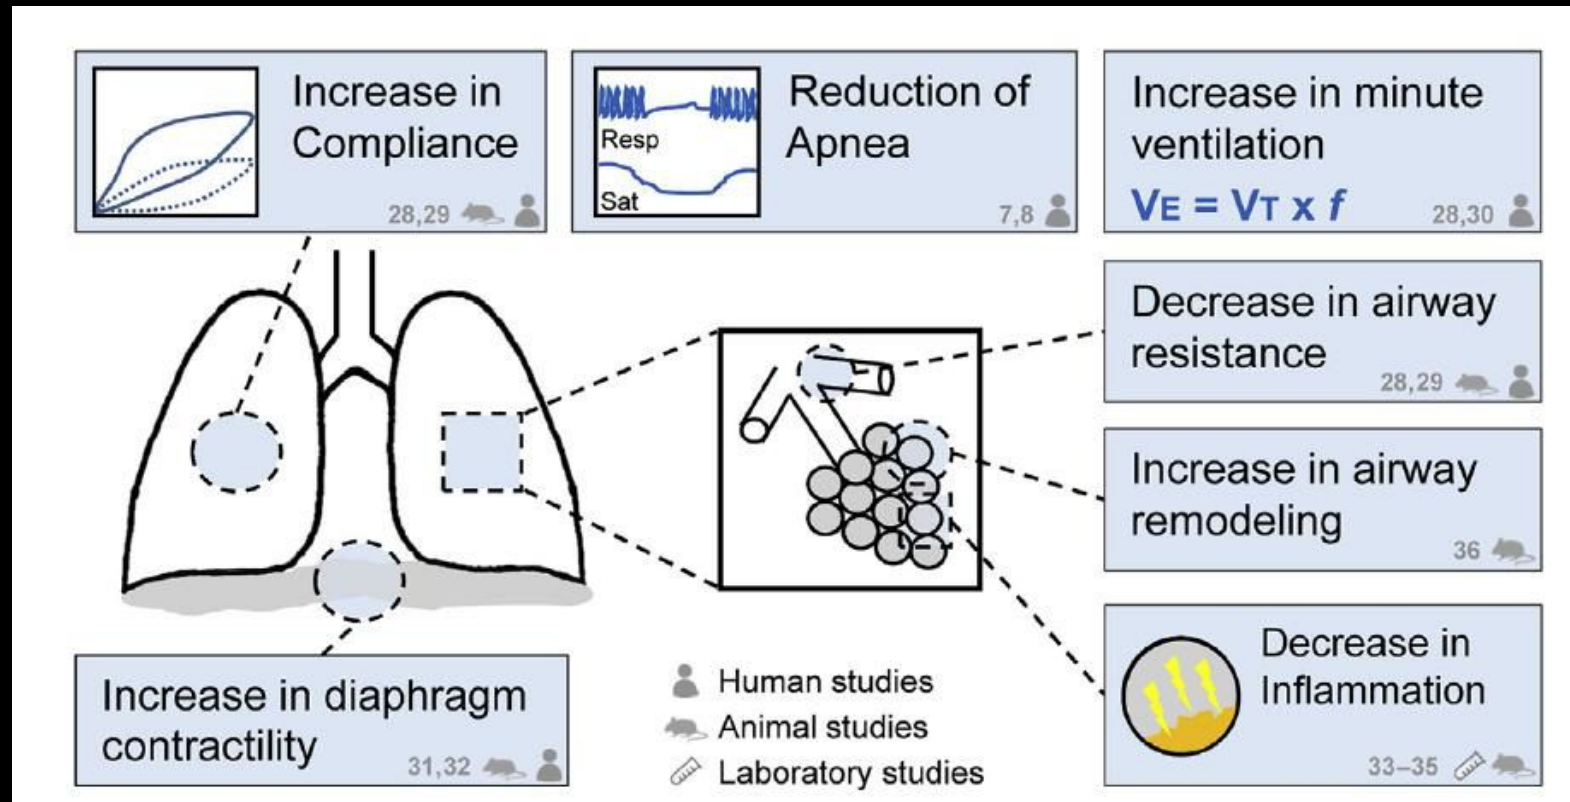 Increase in
Compliance
28,29
Resp
Sat
Reduction of
Apnea
7,8
Increase in minute
ventilation
VE = VT x f
28,30
Decrease in airway
resistance
28,29
Increase in airway
remodeling
36
Decrease in
Inflammation
33–35
Increase in diaphragm
contractility
31,32
Human studies
Animal studies
Laboratory studies